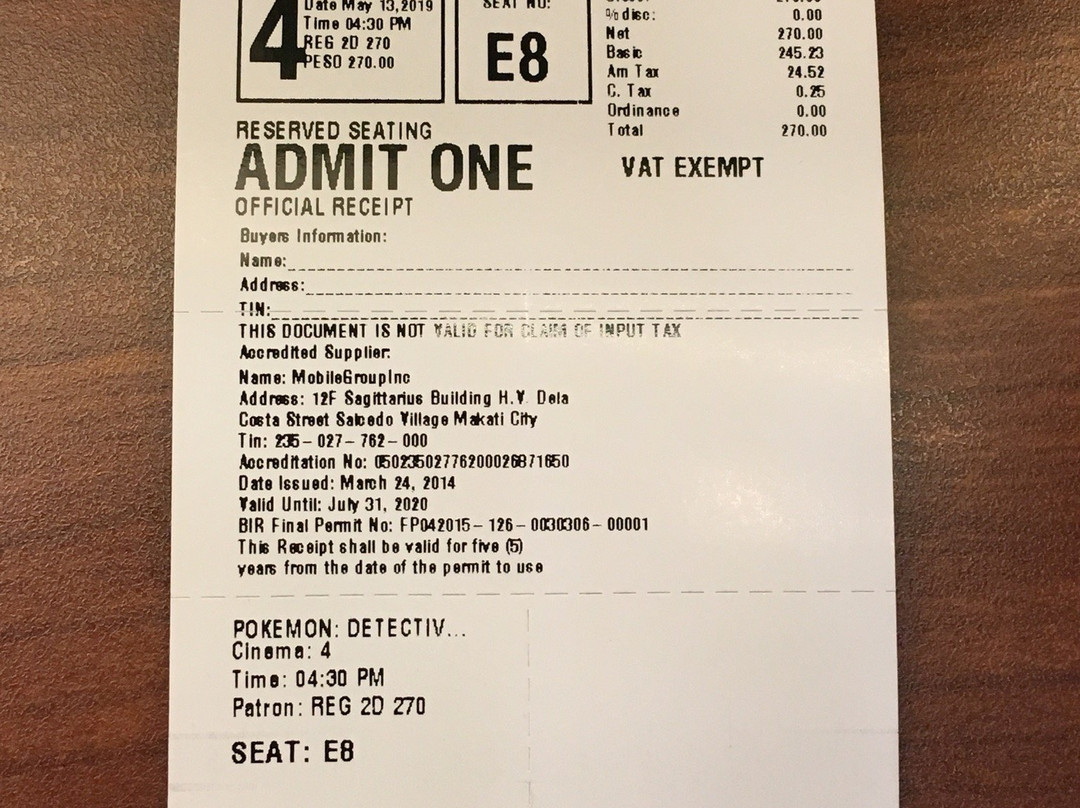 4
Date May 13,2019
Time 04:30 PM
REG 2D 270
PESO 270.00
SEAT NO:
E8
% disc: 0.00
Net 270.00
Basic 245.23
Am Tax 24.52
C. Tax 0.25
Ordinance 0.00
Total 270.00
RESERVED SEATING
ADMIT ONE
VAT EXEMPT
OFFICIAL RECEIPT
Buyers Information:
Name:
Address:
TIN:
THIS DOCUMENT IS NOT VALID FOR CLAIM OF INPUT TAX
Accredited Supplier:
Name: MobileGroupInc
Address: 12F Sagittarius Building H.V. Dela
Costa Street Salcedo Village Makati City
Tin: 235-027-762-000
Accreditation No: 05023502776200026871650
Date Issued: March 24, 2014
Valid Until: July 31, 2020
BIR Final Permit No: FP042015-126-0030306-00001
This Receipt shall be valid for five (5)
years from the date of the permit to use
POKEMON: DETECTIV...
Cinema: 4
Time: 04:30 PM
Patron: REG 2D 270
SEAT: E8